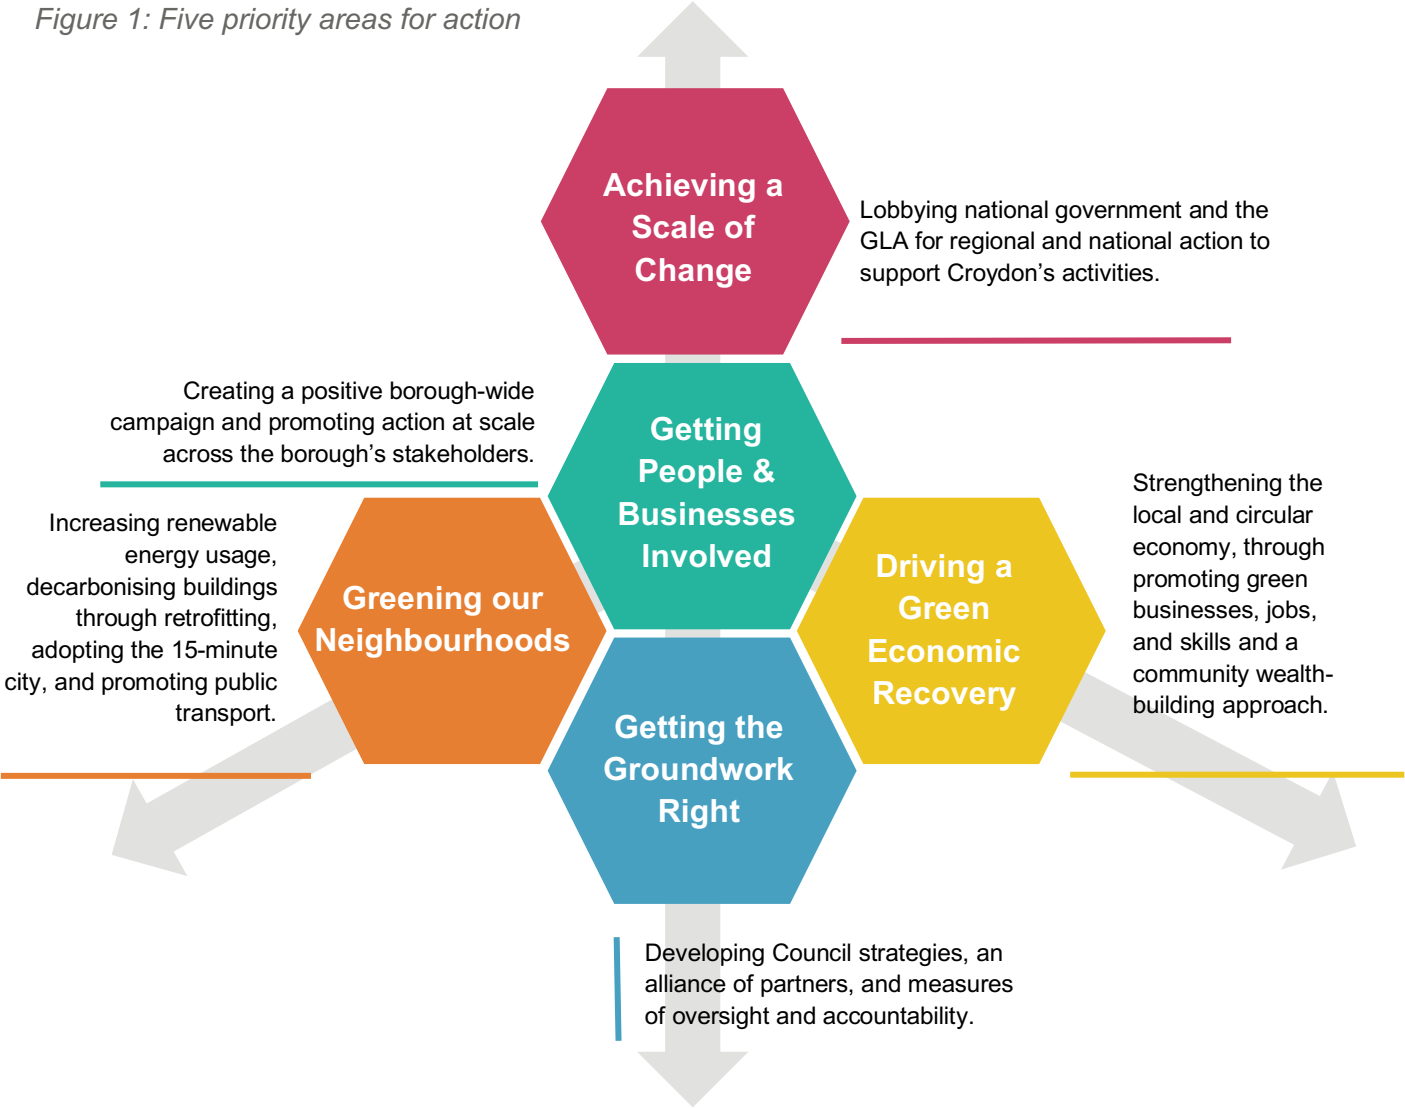 Figure 1: Five priority areas for action
Achieving a
Scale of
Change
Lobbying national government and the
GLA for regional and national action to
support Croydon’s activities.
Creating a positive borough-wide
campaign and promoting action at scale
across the borough’s stakeholders.
Getting
People &
Businesses
Involved
Increasing renewable
energy usage,
decarbonising buildings
through retrofitting,
adopting the 15-minute
city, and promoting public
transport.
Greening our
Neighbourhoods
Driving a
Green
Economic
Recovery
Strengthening the
local and circular
economy, through
promoting green
businesses, jobs,
and skills and a
community wealth-
building approach.
Getting the
Groundwork
Right
Developing Council strategies, an
alliance of partners, and measures
of oversight and accountability.